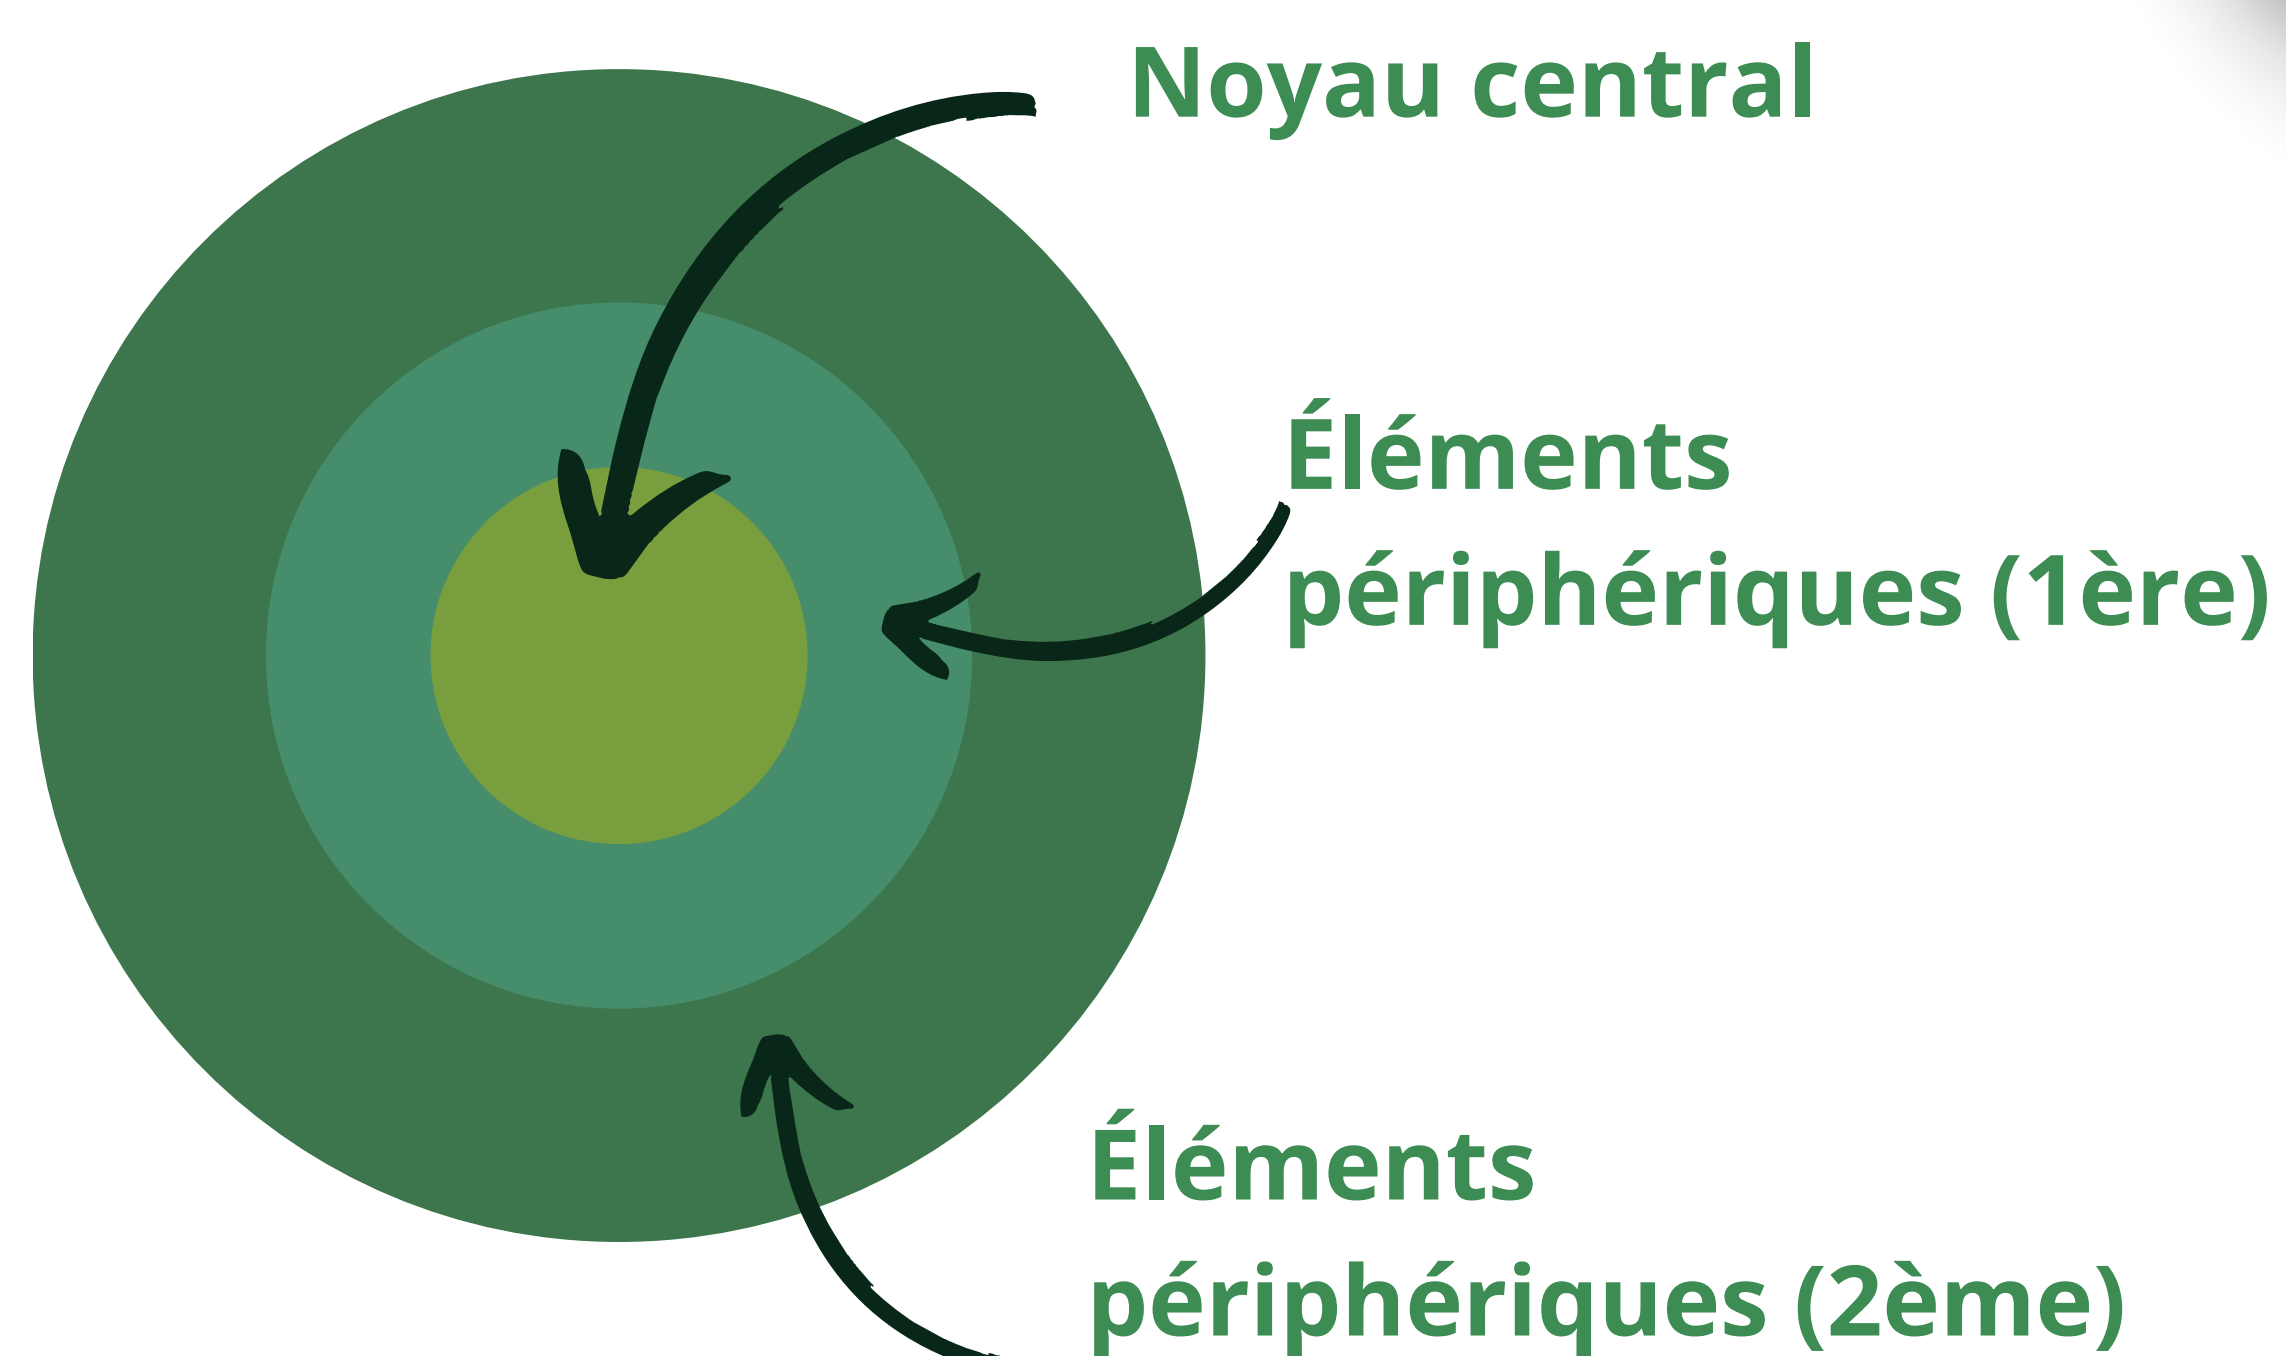 Noyau central
Éléments
périphériques (1ère)
Éléments
périphériques (2ème)